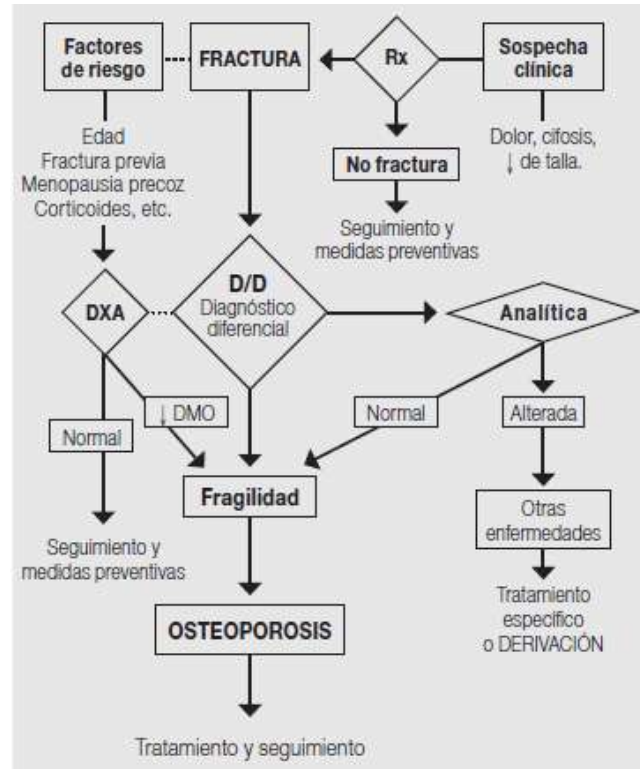 Factores
de riesgo
FRACTURA
Rx
Sospecha
clínica
Edad
Fractura previa
Menopausia precoz
Corticoides, etc.
No fractura
Dolor, cifosis,
↓ de talla.
Seguimiento y
medidas preventivas
DXA
D/D
Diagnóstico
diferencial
Analítica
Normal
↓ DMO
Normal
Alterada
Fragilidad
Otras
enfermedades
Seguimiento y
medidas preventivas
OSTEOPOROSIS
Tratamiento
específico
o DERIVACIÓN
Tratamiento y seguimiento